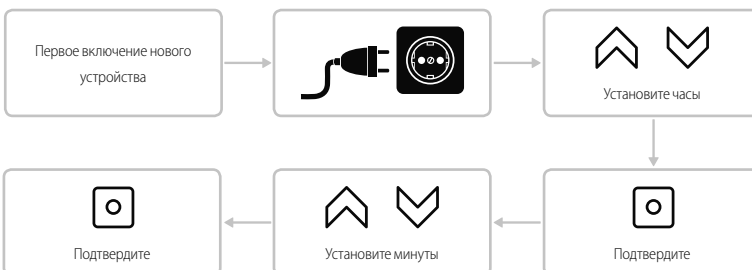 Первое включение нового
устройства
Установите часы
Подтвердите
Установите минуты
Подтвердите